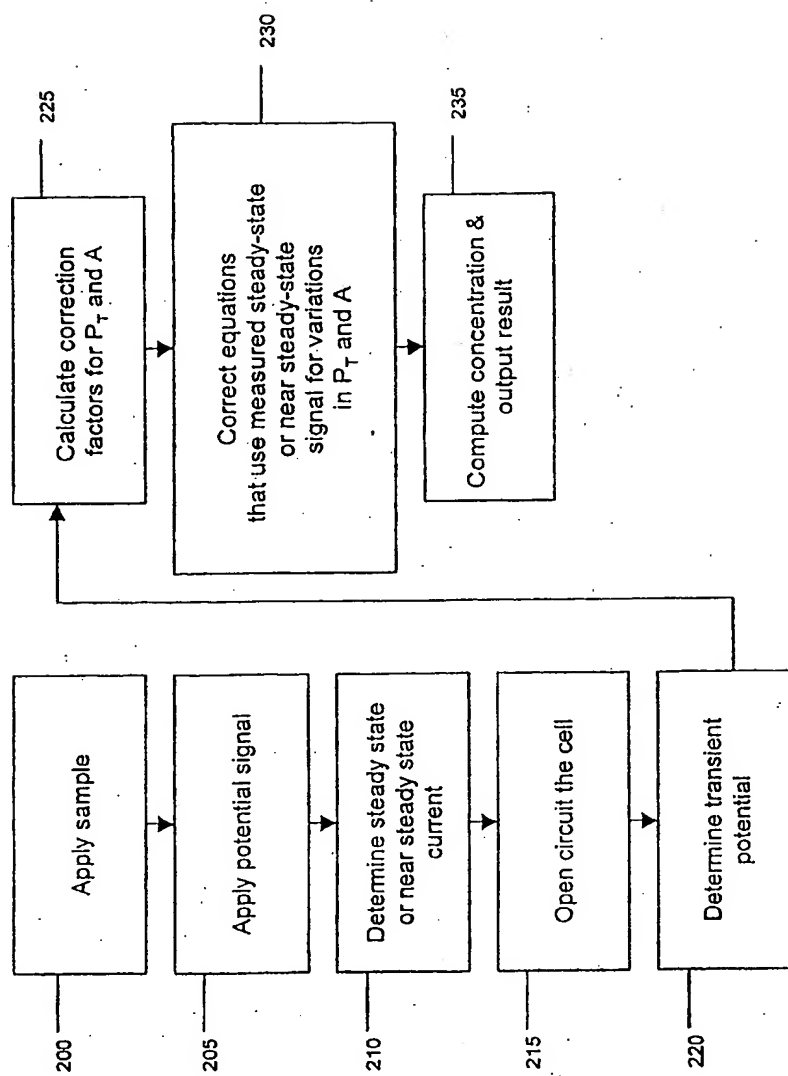 200
Apply sample
205
Apply potential signal
210
Determine steady state
or near steady state
current
215
Open circuit the cell
220
Determine transient
potential
225
Calculate correction
factors for P_T and A
230
Correct equations
that use measured steady-state
or near steady-state
signal for variations
in P_T and A
235
Compute concentration &
output result